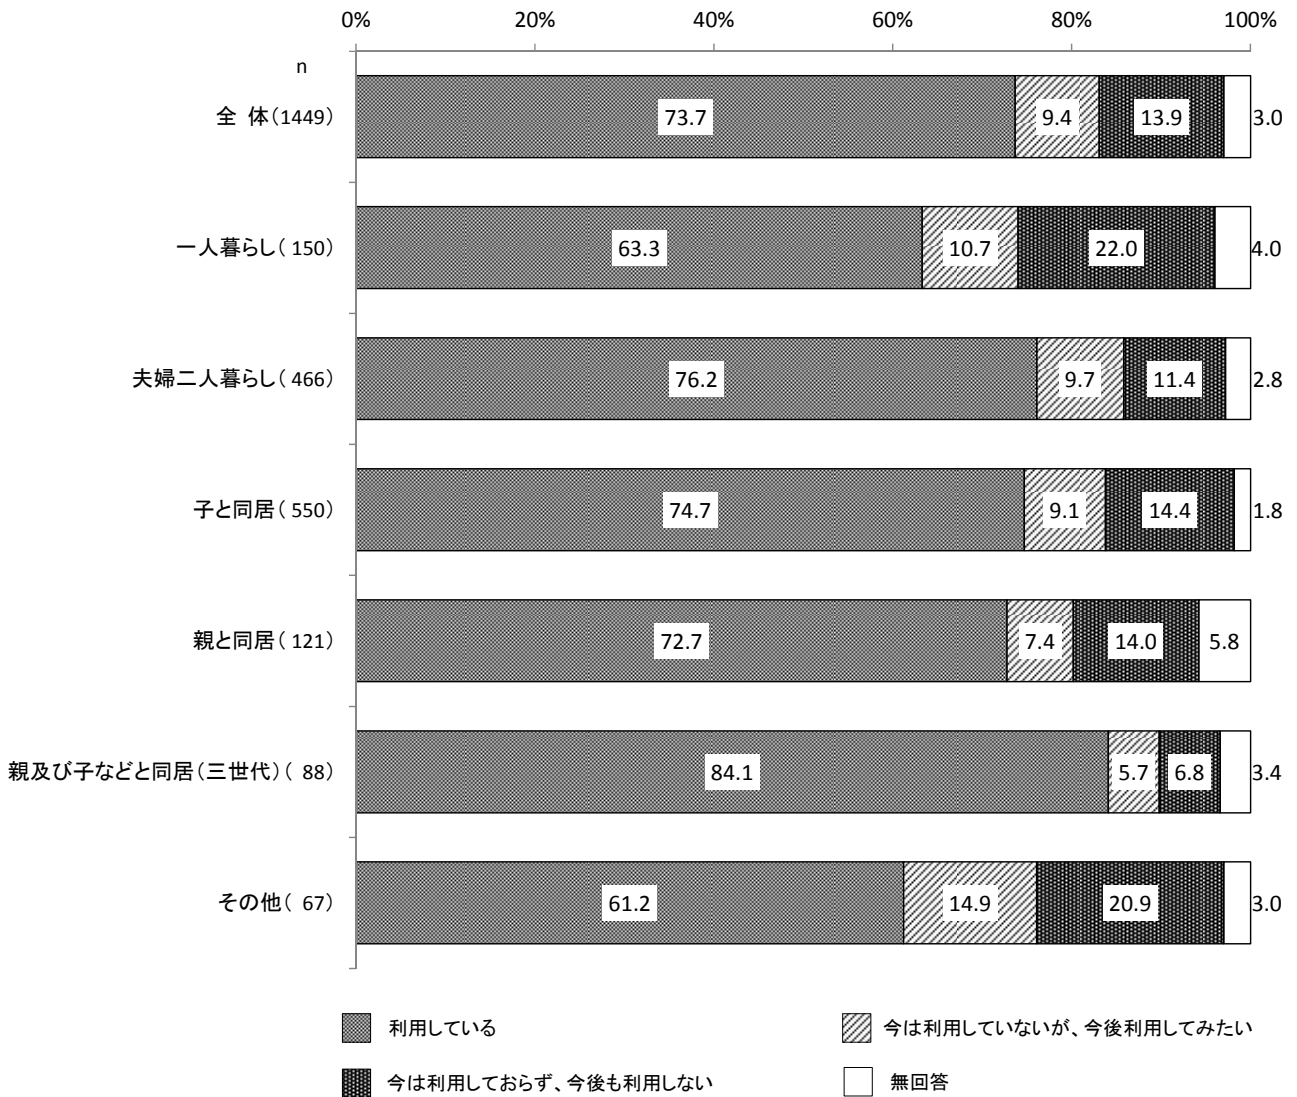 0% 20% 40% 60% 80% 100%
n
全 体(1449) 73.7 9.4 13.9 3.0
一人暮らし( 150) 63.3 10.7 22.0 4.0
夫婦二人暮らし( 466) 76.2 9.7 11.4 2.8
子と同居( 550) 74.7 9.1 14.4 1.8
親と同居( 121) 72.7 7.4 14.0 5.8
親及び子などと同居(三世代)( 88) 84.1 5.7 6.8 3.4
その他( 67) 61.2 14.9 20.9 3.0
利用している 今は利用していないが、今後利用してみたい
今は利用しておらず、今後も利用しない 無回答